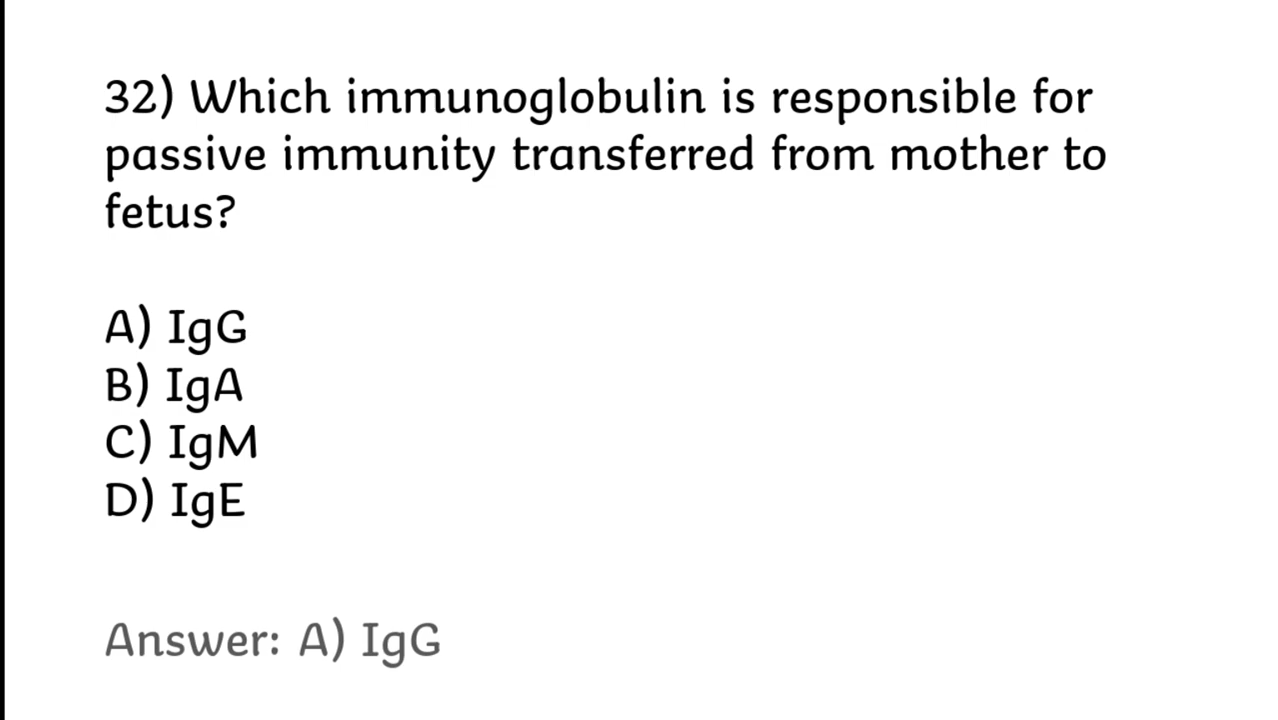 32) Which immunoglobulin is responsible for
passive immunity transferred from mother to
fetus?
A) IgG
B) IgA
C) IgM
D) IgE
Answer: A) IgG